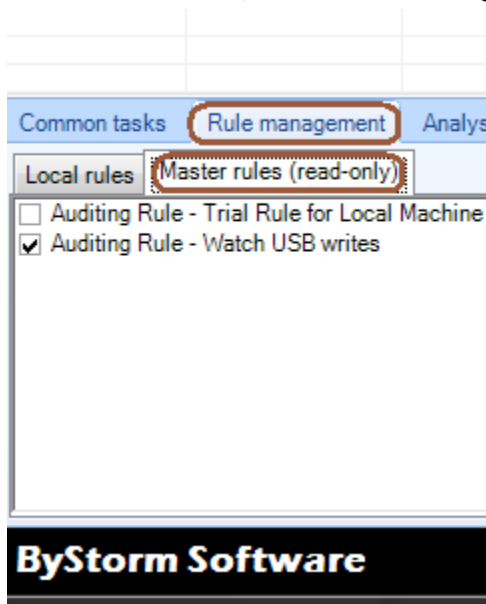 Common tasks Rule management Analys
Local rules Master rules (read-only)
Auditing Rule - Trial Rule for Local Machine
Auditing Rule - Watch USB writes
ByStorm Software